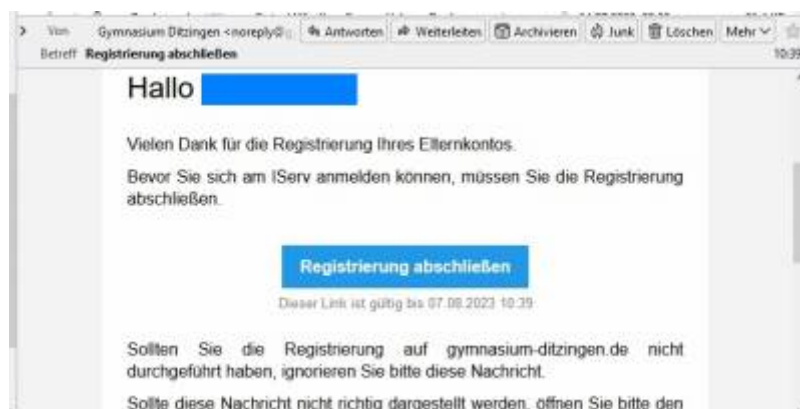 Von Gymnasium Ditzingen <noreply@ Antworten Weiterleiten Archivieren Junk Löschen Mehr
Betreff Registrierung abschließen 10:39
Hallo
Vielen Dank für die Registrierung Ihres Elternkontos.
Bevor Sie sich am IServ anmelden können, müssen Sie die Registrierung
abschließen.
Registrierung abschließen
Dieser Link ist gültig bis 07.08.2023 10:39
Sollten Sie die Registrierung auf gymnasium-ditzingen.de nicht
durchgeführt haben, ignorieren Sie bitte diese Nachricht.
Sollte diese Nachricht nicht richtig dargestellt werden, öffnen Sie bitte den